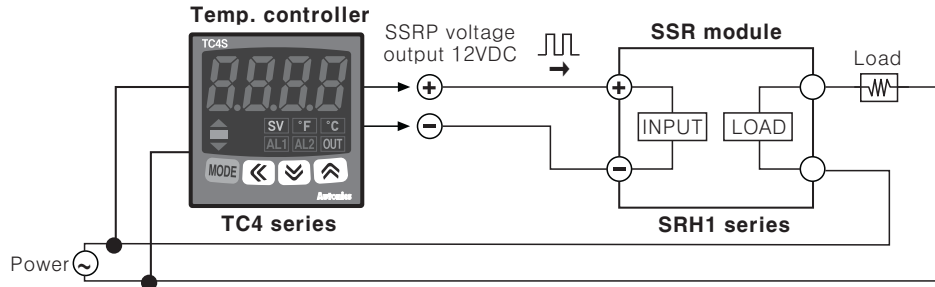 Temp. controller
TC4S
8.8.8.8
SV °F °C
AL1 AL2 OUT
MODE
Autonics
TC4 series
SSRP voltage
output 12VDC
+
−
SSR module
+
−
INPUT
LOAD
SRH1 series
Load
Power
~